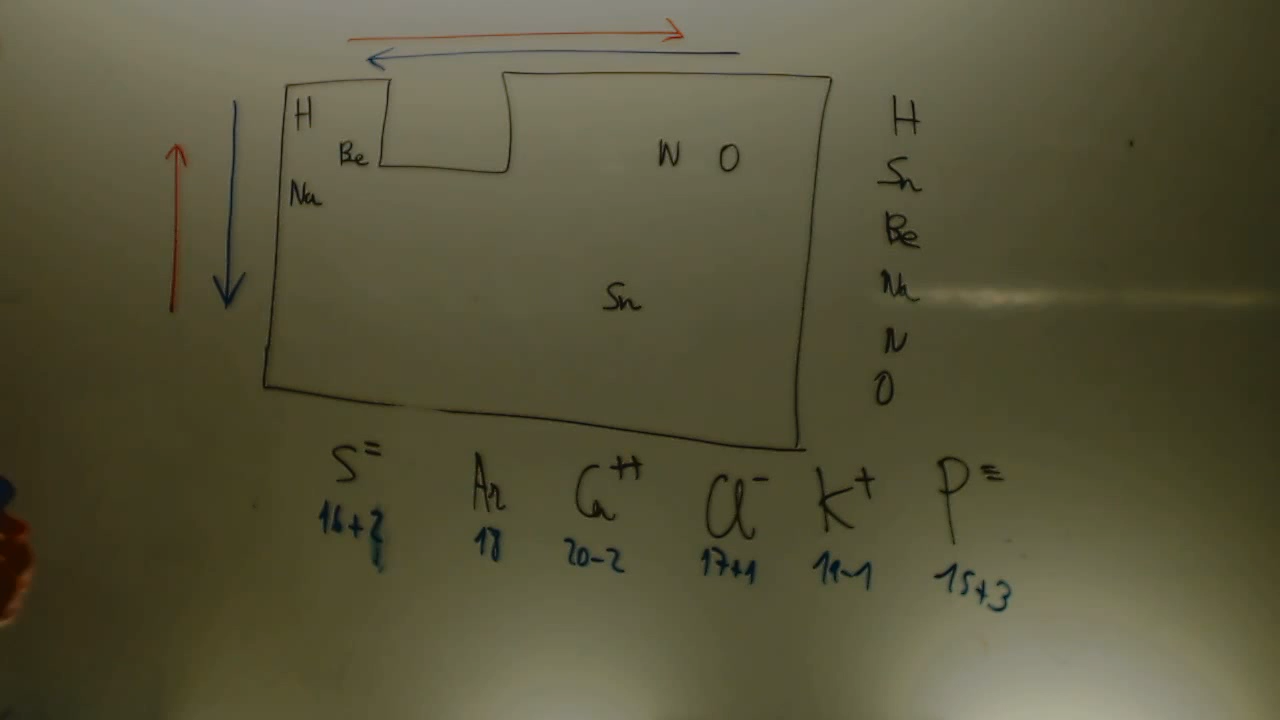 H
Be
N O
Na
Sn
H
Sn
Be
Na
N
O
S⁼ Ar Ca⁺⁺ Cl⁻ K⁺ P≡
16+2 18 20-2 17+1 19-1 15+3